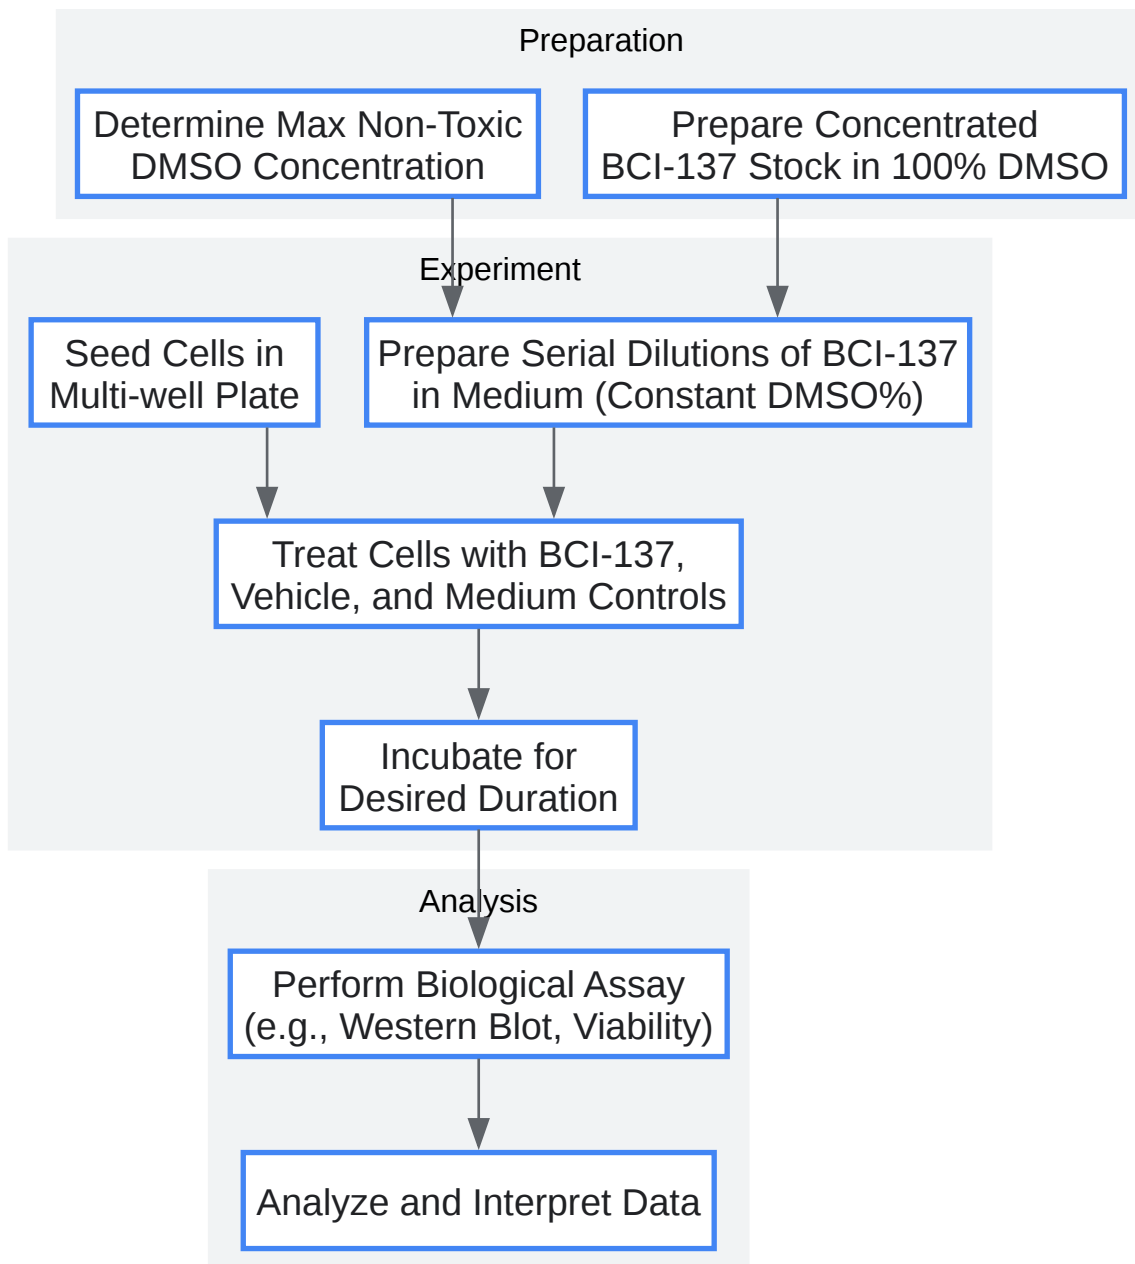 Preparation
Determine Max Non-Toxic
DMSO Concentration
Prepare Concentrated
BCI-137 Stock in 100% DMSO
Experiment
Seed Cells in
Multi-well Plate
Prepare Serial Dilutions of BCI-137
in Medium (Constant DMSO%)
Treat Cells with BCI-137,
Vehicle, and Medium Controls
Incubate for
Desired Duration
Analysis
Perform Biological Assay
(e.g., Western Blot, Viability)
Analyze and Interpret Data